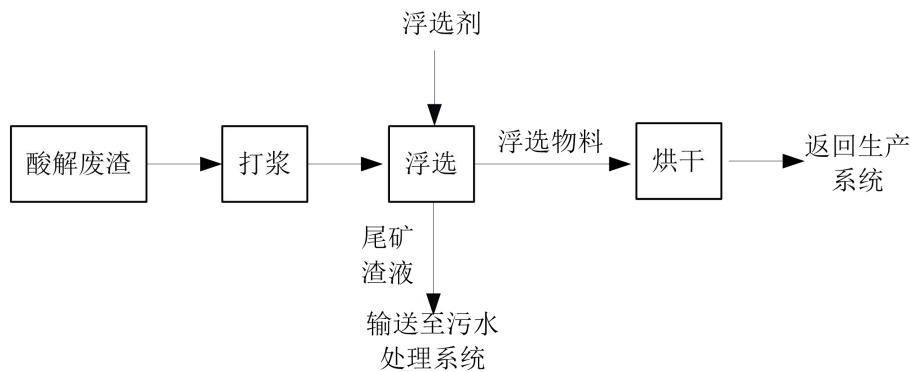 浮选剂
酸解废渣
打浆
浮选
浮选物料
烘干
返回生产
系统
尾矿
渣液
输送至污水
处理系统